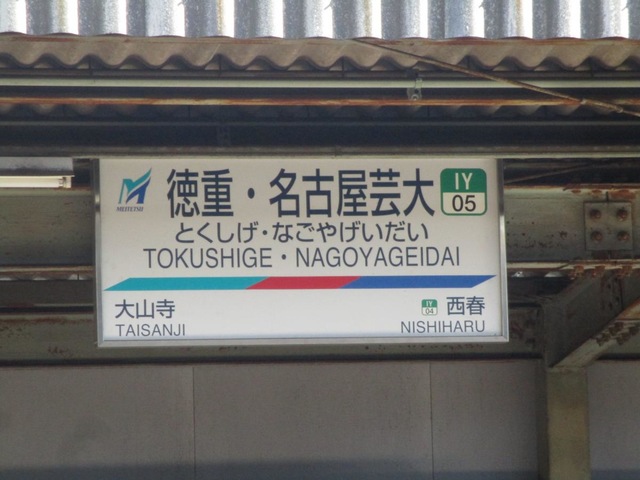 MEITETSU
徳重・名古屋芸大
IY
05
とくしげ・なごやげいだい
TOKUSHIGE・NAGOYAGEIDAI
大山寺
TAISANJI
IY
04
西春
NISHIHARU